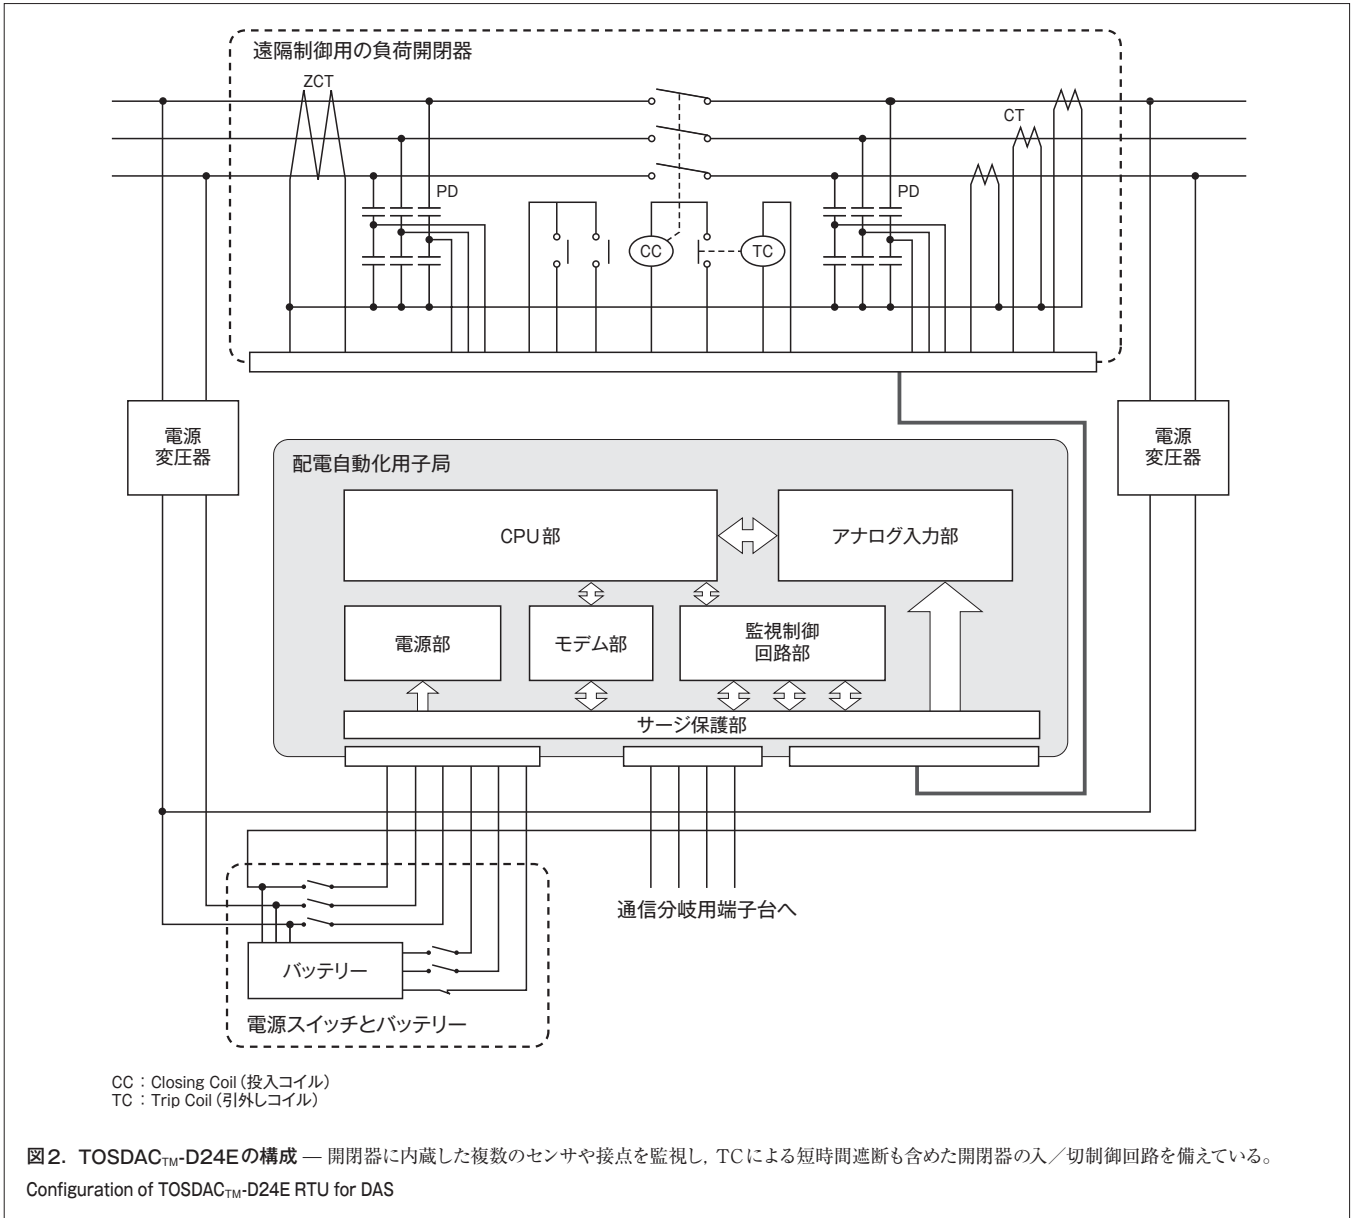 遠隔制御用の負荷開閉器
ZCT
CT
PD
PD
CC
TC
電源
変圧器
電源
変圧器
配電自動化用子局
CPU部
アナログ入力部
電源部
モデム部
監視制御
回路部
サージ保護部
通信分岐用端子台へ
バッテリー
電源スイッチとバッテリー
CC：Closing Coil（投入コイル）
TC：Trip Coil（引外しコイル）
図2．TOSDACTM-D24Eの構成 ― 開閉器に内蔵した複数のセンサや接点を監視し，TCによる短時間遮断も含めた開閉器の入／切制御回路を備えている。
Configuration of TOSDACTM-D24E RTU for DAS